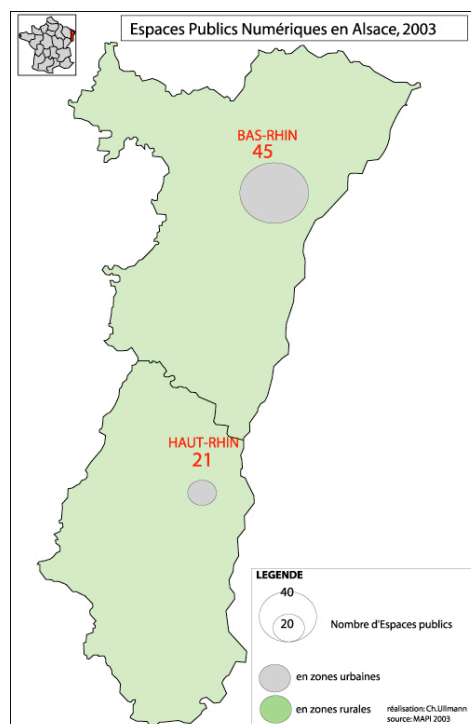 Espaces Publics Numériques en Alsace, 2003
BAS-RHIN
45
HAUT-RHIN
21
LEGENDE
40
20
Nombre d'Espaces publics
en zones urbaines
en zones rurales
réalisation: Ch.Ullmann
source: MAPI 2003